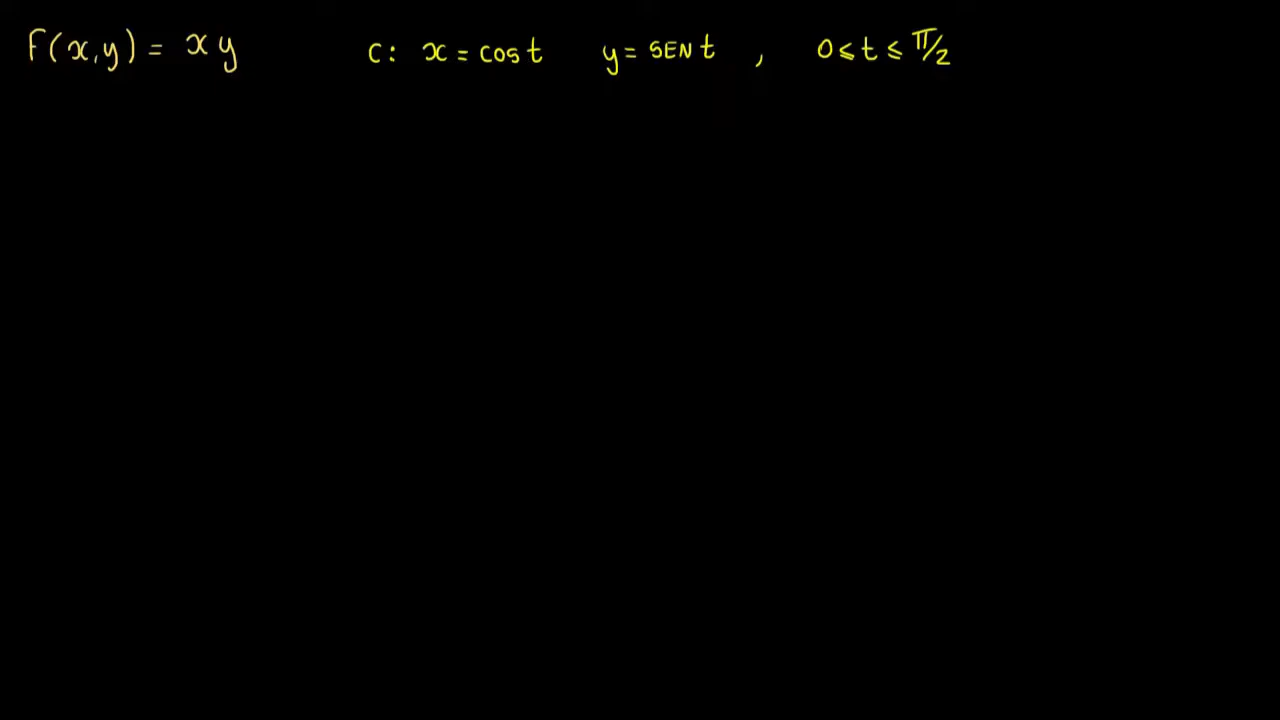 f(x,y) = xy C: x = cos t y = SEN t , 0 ≤ t ≤ π/2